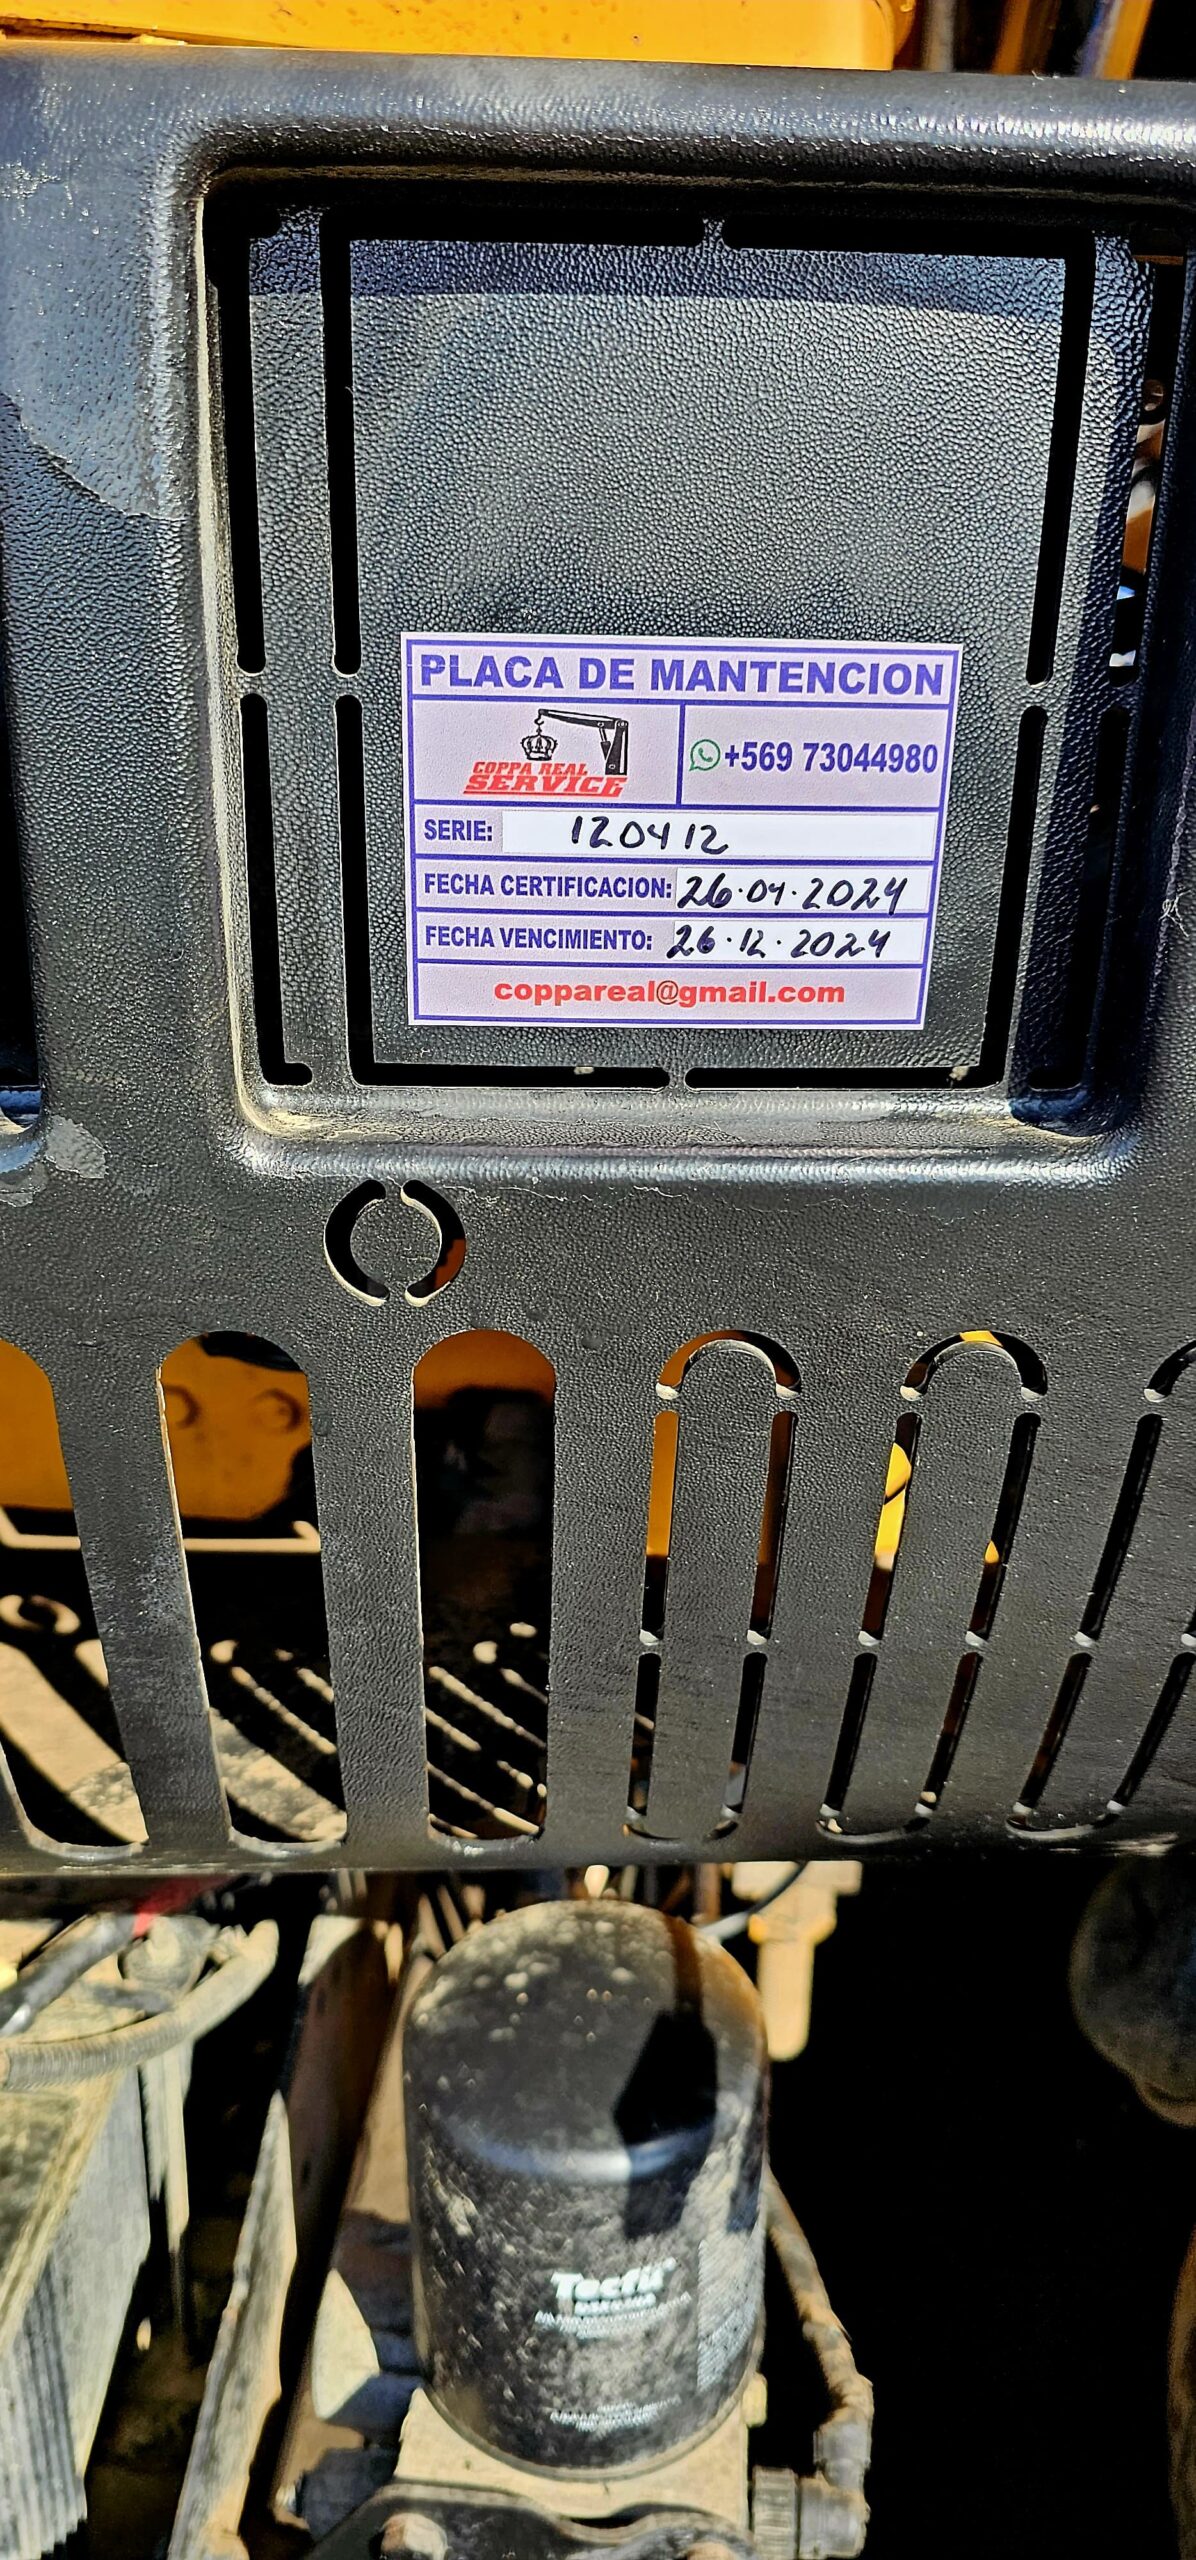 PLACA DE MANTENCION
COPPA REAL
SERVICE
+569 73044980
SERIE: 120412
FECHA CERTIFICACION: 26.04.2024
FECHA VENCIMIENTO: 26.12.2024
coppareal@gmail.com
Tecfil